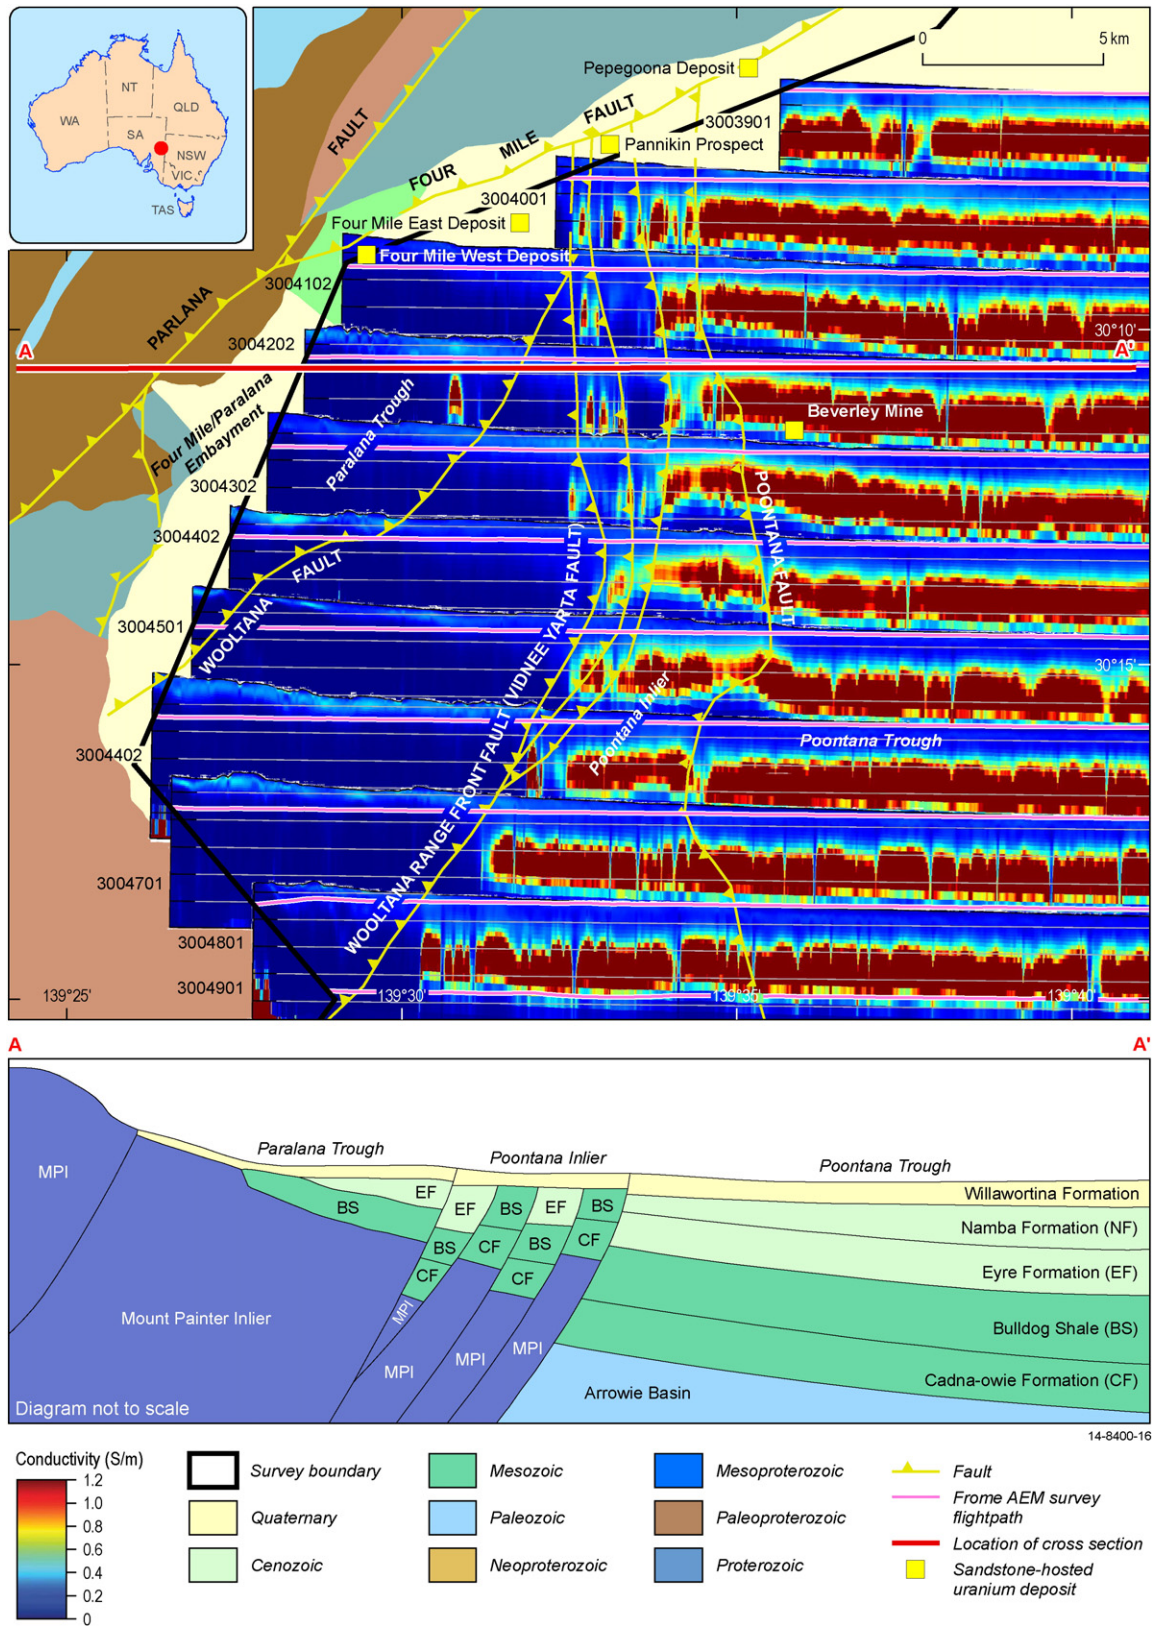 NT
WA
QLD
SA
NSW
VIC
TAS
0
5 km
Pepegoona Deposit
FAULT
FOUR MILE FAULT
3003901
Pannikin Prospect
3004001
Four Mile East Deposit
Four Mile West Deposit
3004102
PARLANA
30°10'
3004202
A
A'
Four Mile/Paralana
Embayment
Paralana Trough
Beverley Mine
3004302
POONTANA FAULT
3004402
WOOLTANA FAULT
WOOLTANA RANGE FRONT FAULT (VIDNEE YARTA FAULT)
3004501
30°15'
Poontana Inlier
Poontana Trough
3004402
3004701
3004801
3004901
139°25'
139°30'
139°35'
139°40'
A
A'
Paralana Trough
Poontana Inlier
Poontana Trough
MPI
EF
BS
EF
BS
EF
BS
Willawortina Formation
Namba Formation (NF)
BS
CF
BS
CF
Eyre Formation (EF)
CF
CF
MPI
Mount Painter Inlier
Bulldog Shale (BS)
MPI
MPI
MPI
Cadna-owie Formation (CF)
Arrowie Basin
Diagram not to scale
14-8400-16
Conductivity (S/m)
1.2
1.0
0.8
0.6
0.4
0.2
0
Survey boundary
Quaternary
Cenozoic
Mesozoic
Paleozoic
Neoproterozoic
Mesoproterozoic
Paleoproterozoic
Proterozoic
Fault
Frome AEM survey
flightpath
Location of cross section
Sandstone-hosted
uranium deposit